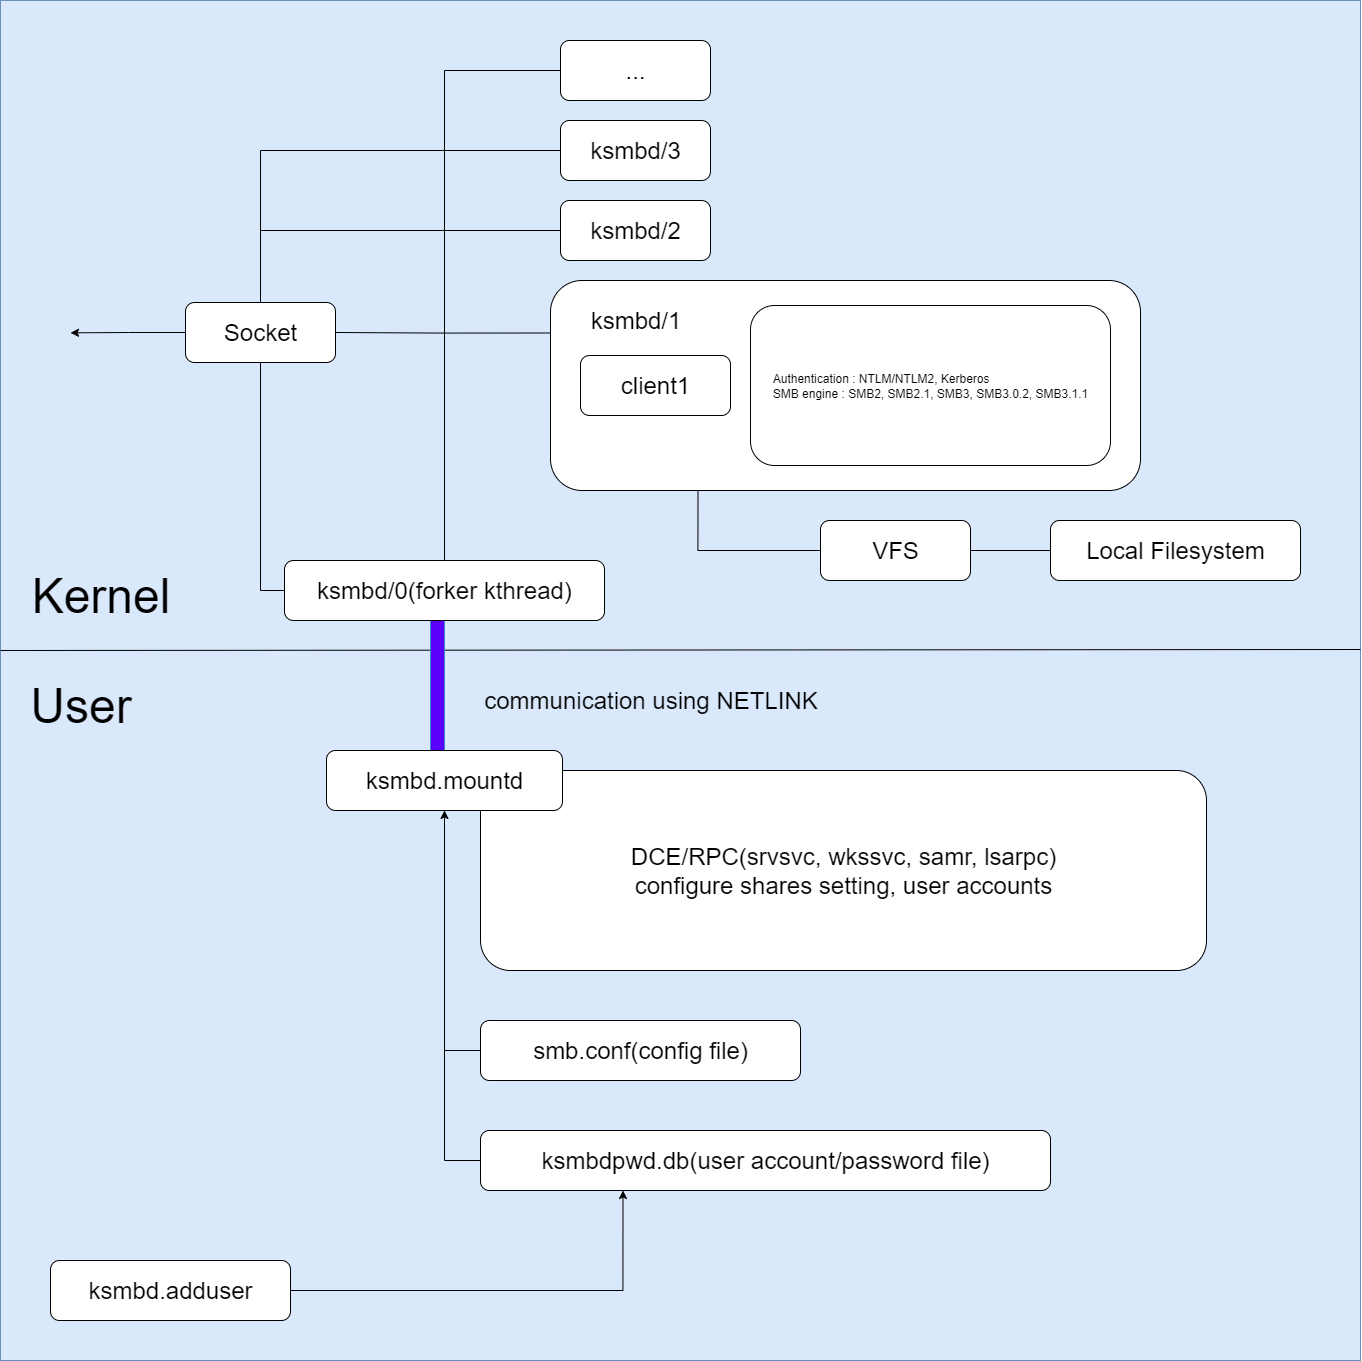 ...
ksmbd/3
ksmbd/2
ksmbd/1
Socket
client1
Authentication : NTLM/NTLM2, Kerberos
SMB engine : SMB2, SMB2.1, SMB3, SMB3.0.2, SMB3.1.1
VFS
Local Filesystem
ksmbd/0(forker kthread)
Kernel
User
communication using NETLINK
ksmbd.mountd
DCE/RPC(srvsvc, wkssvc, samr, lsarpc)
configure shares setting, user accounts
smb.conf(config file)
ksmbdpwd.db(user account/password file)
ksmbd.adduser